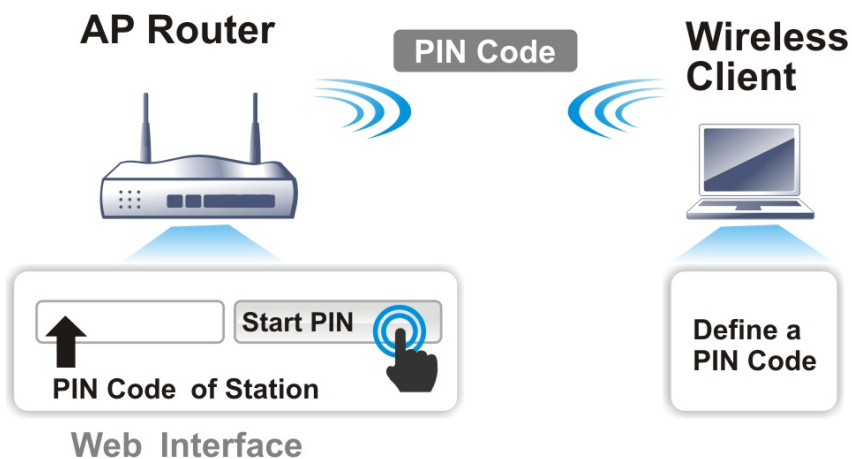 AP Router
PIN Code
Wireless
Client
Start PIN
PIN Code of Station
Web Interface
Define a
PIN Code